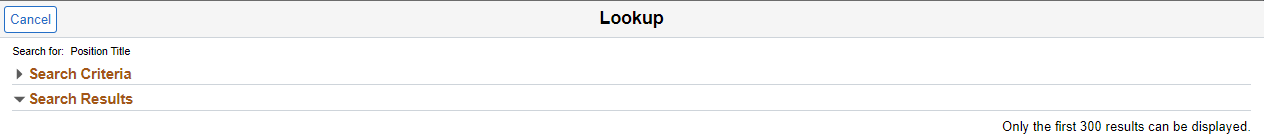 Cancel
Lookup
Search for: Position Title
Search Criteria
Search Results
Only the first 300 results can be displayed.